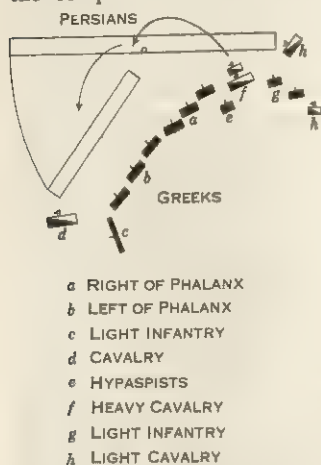 PERSIANS
h
a
f
g
e
h
b
GREEKS
d
c
a RIGHT OF PHALANX
b LEFT OF PHALANX
c LIGHT INFANTRY
d CAVALRY
e HYPASPISTS
f HEAVY CAVALRY
g LIGHT INFANTRY
h LIGHT CAVALRY